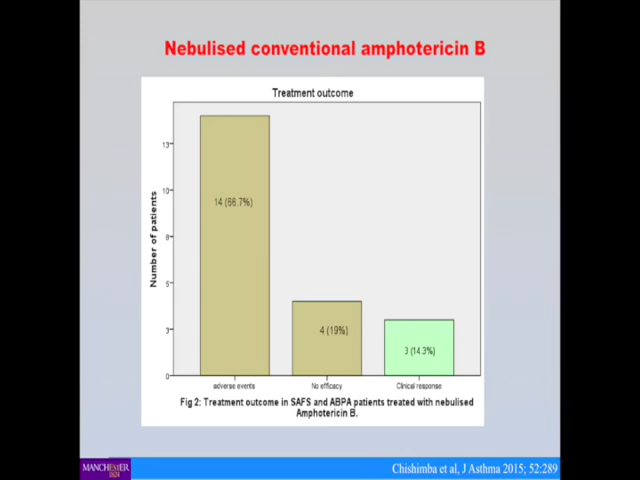 Nebulised conventional amphotericin B
Treatment outcome
Number of patients
13
10
8
5
3
0
14 (66.7%)
4 (19%)
3 (14.3%)
adverse events
No efficacy
Clinical response
Fig 2: Treatment outcome in SAFS and ABPA patients treated with nebulised
Amphotericin B.
MANCHEStER
1824
Chishimba et al, J Asthma 2015; 52:289